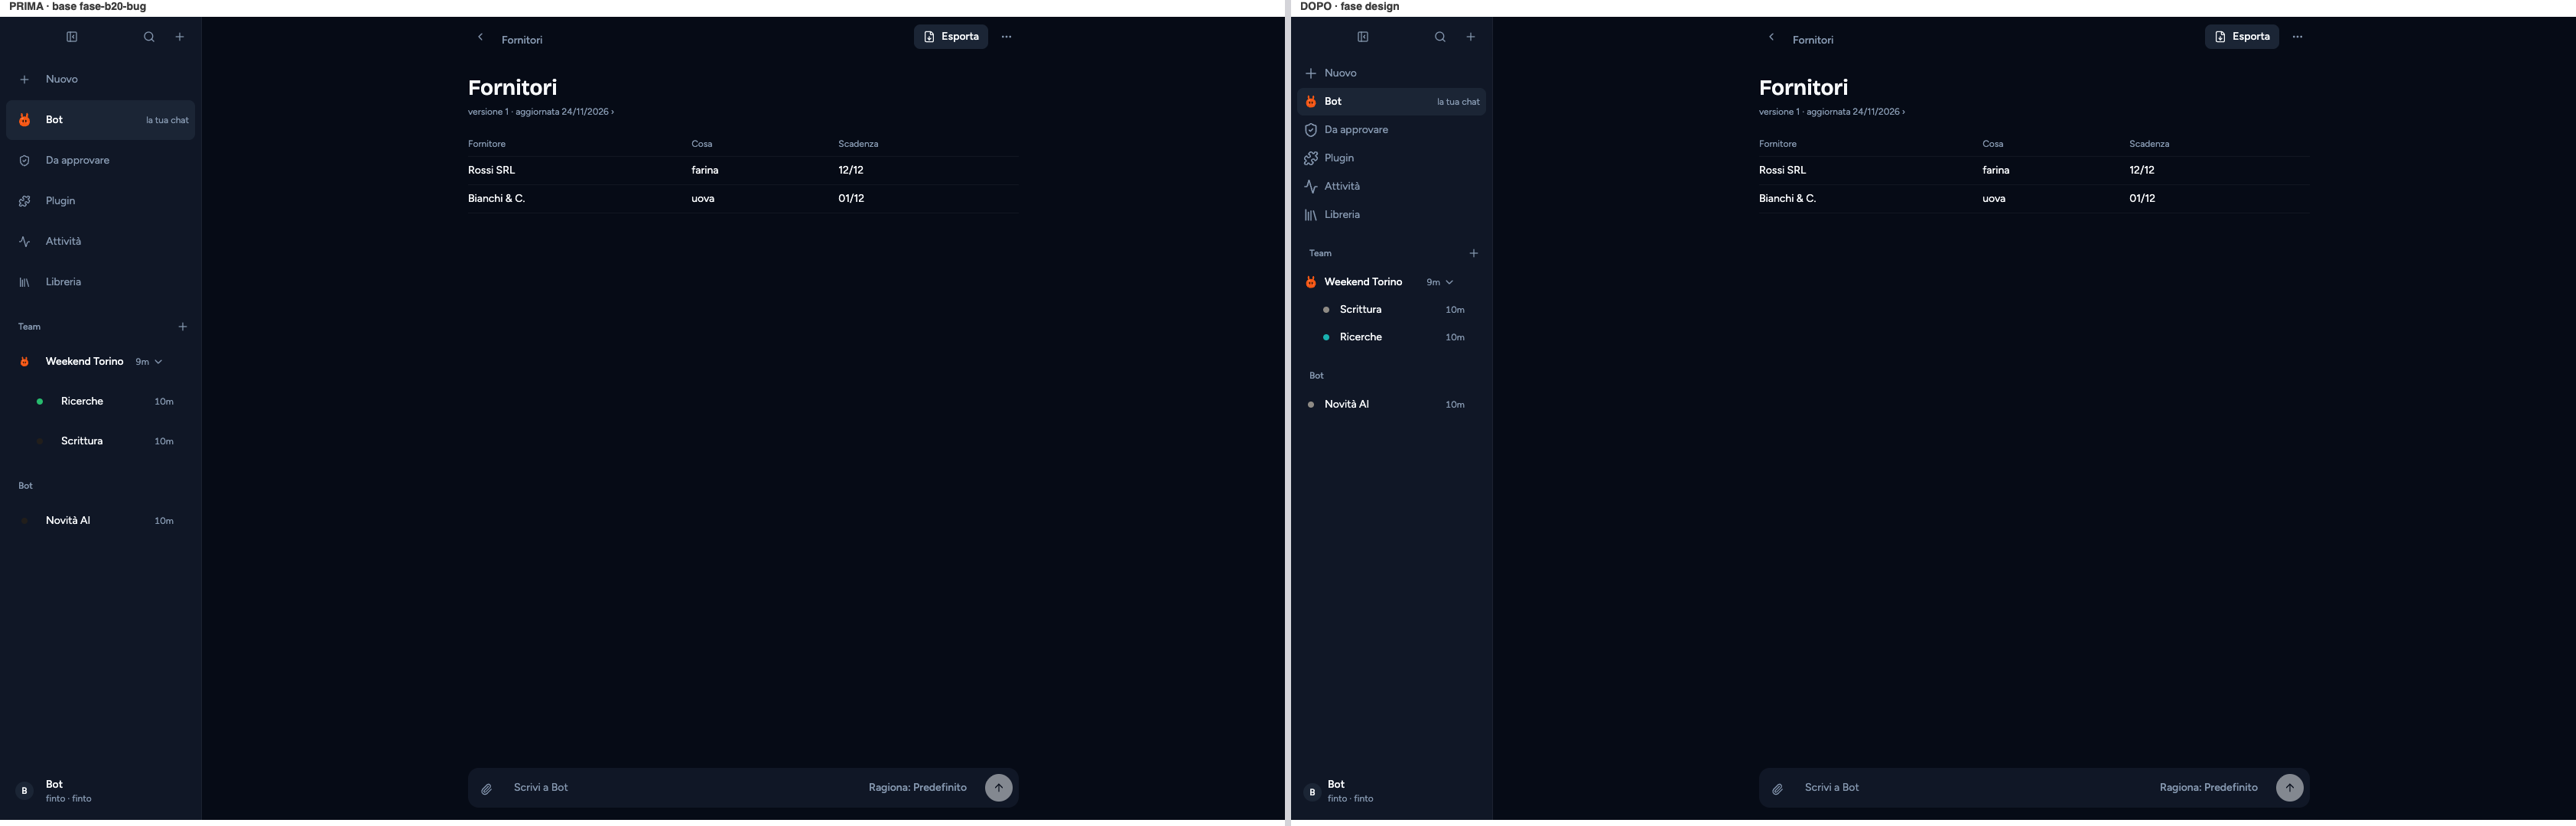 PRIMA · base fase-b20-bug
Fornitori
Esporta
Nuovo
Bot
la tua chat
Da approvare
Plugin
Attività
Libreria
Team
Weekend Torino
9m
Ricerche
10m
Scrittura
10m
Bot
Novità AI
10m
B
Bot
finto · finto
Fornitori
versione 1 · aggiornata 24/11/2026 ›
Fornitore Cosa Scadenza
Rossi SRL farina 12/12
Bianchi & C. uova 01/12
Scrivi a Bot
Ragiona: Predefinito
DOPO · fase design
Fornitori
Esporta
Nuovo
Bot
la tua chat
Da approvare
Plugin
Attività
Libreria
Team
Weekend Torino
9m
Scrittura
10m
Ricerche
10m
Bot
Novità AI
10m
B
Bot
finto · finto
Fornitori
versione 1 · aggiornata 24/11/2026 ›
Fornitore Cosa Scadenza
Rossi SRL farina 12/12
Bianchi & C. uova 01/12
Scrivi a Bot
Ragiona: Predefinito